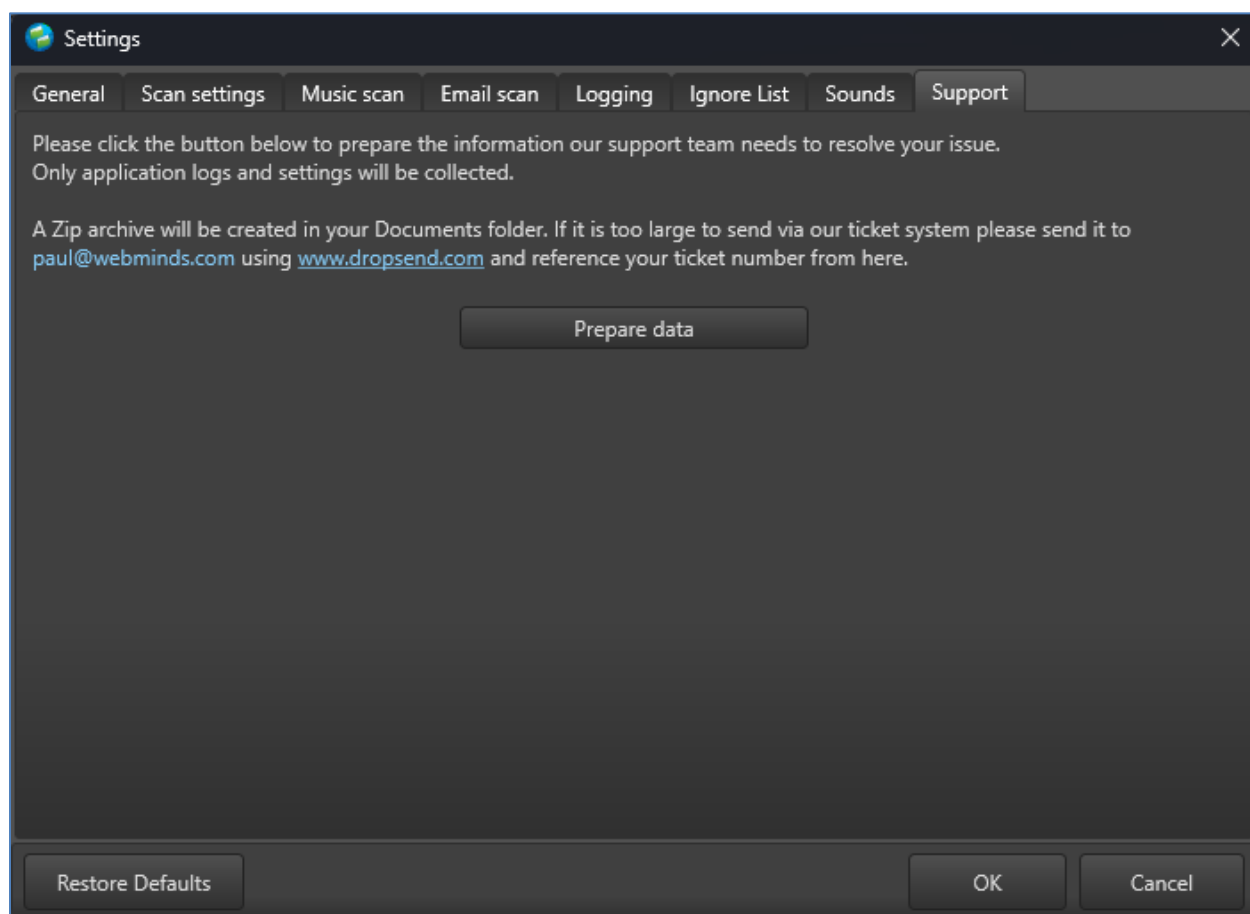 Settings
General Scan settings Music scan Email scan Logging Ignore List Sounds Support
Please click the button below to prepare the information our support team needs to resolve your issue.
Only application logs and settings will be collected.
A Zip archive will be created in your Documents folder. If it is too large to send via our ticket system please send it to
paul@webminds.com using www.dropsend.com and reference your ticket number from here.
Prepare data
Restore Defaults OK Cancel